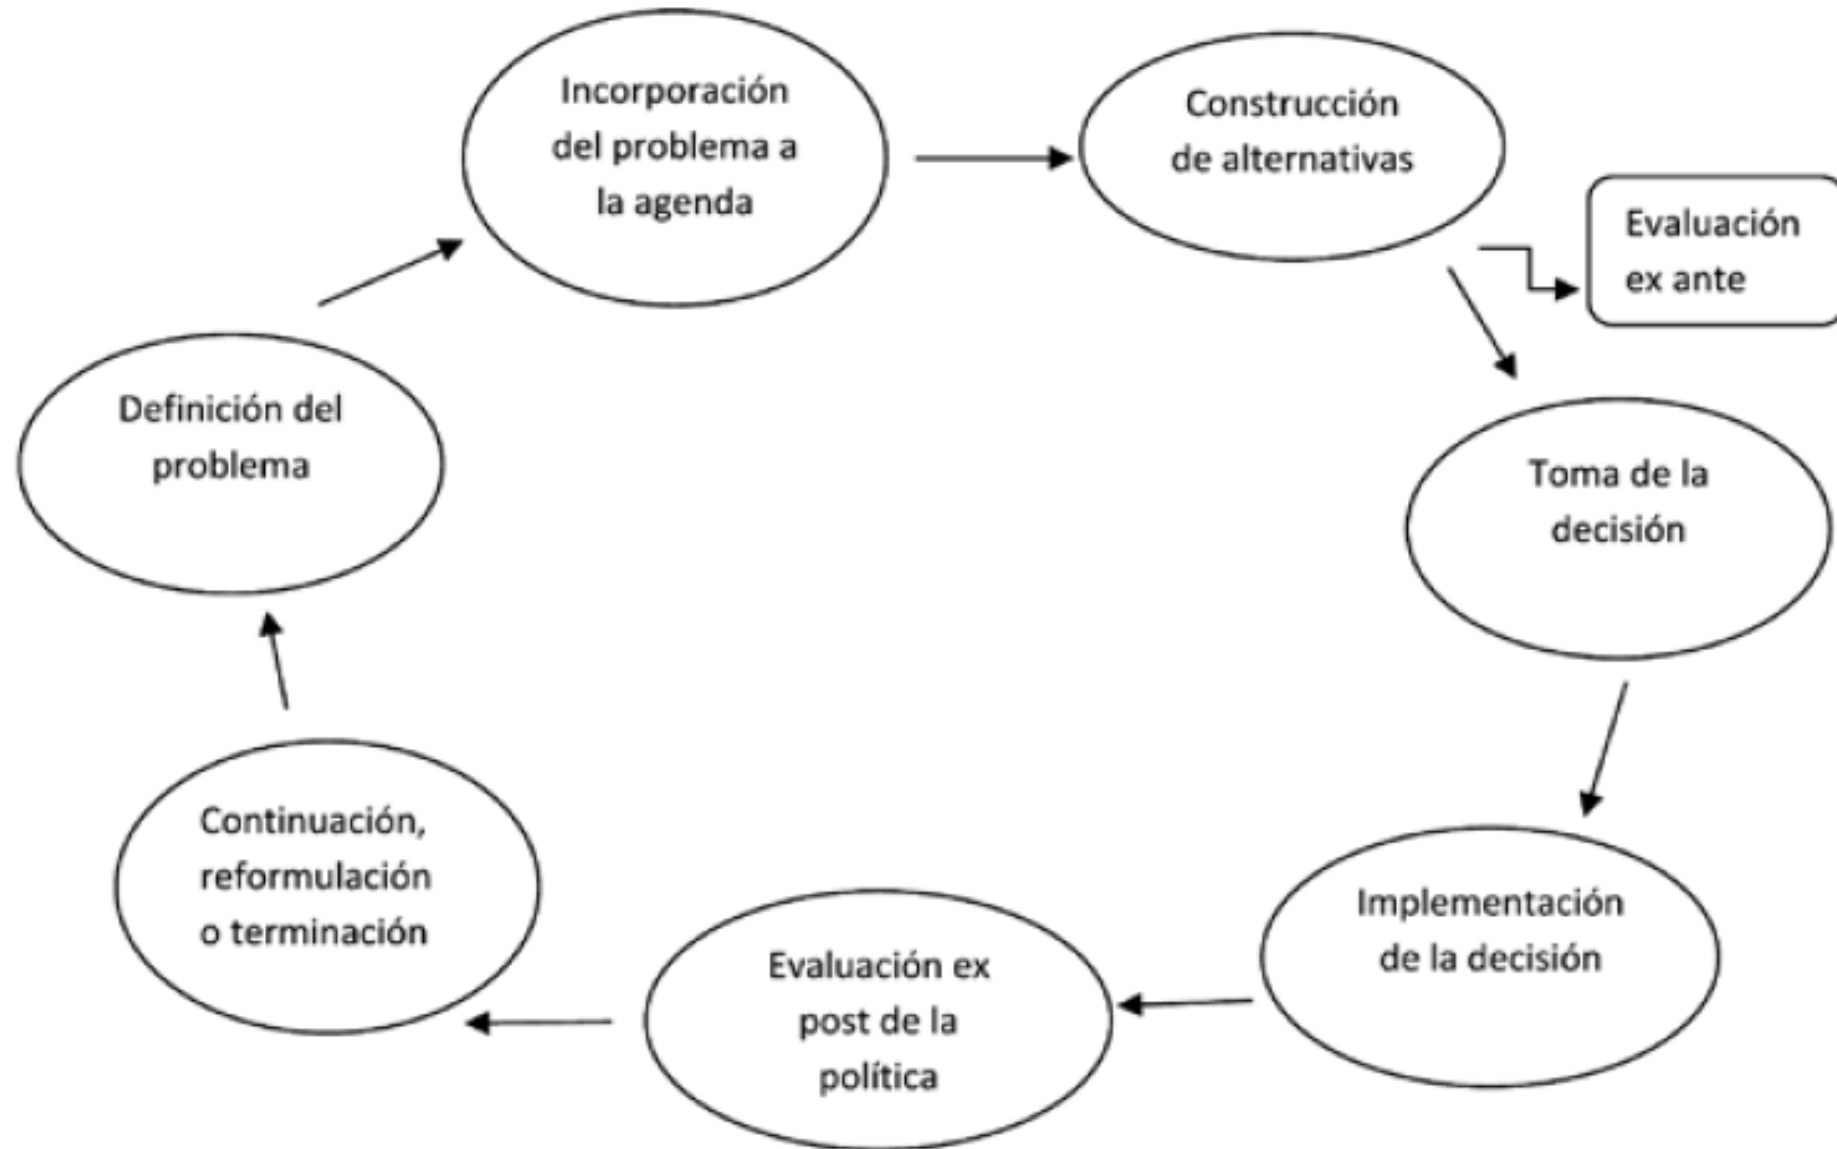 Incorporación
del problema a
la agenda
Construcción
de alternativas
Evaluación
ex ante
Definición del
problema
Toma de la
decisión
Continuación,
reformulación
o terminación
Implementación
de la decisión
Evaluación ex
post de la
política